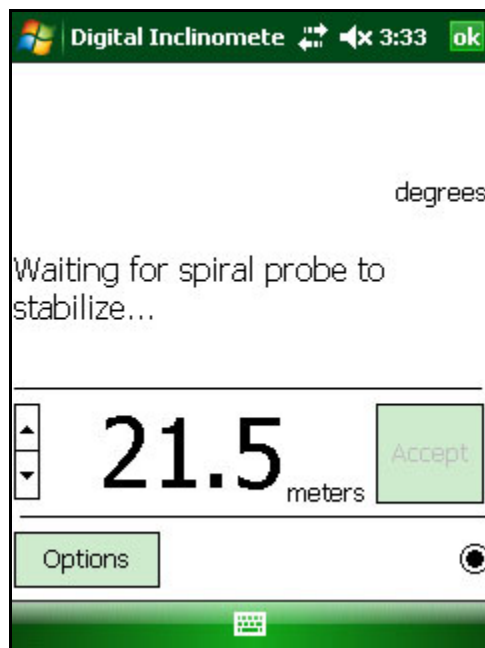 Digital Inclinomete 3:33 ok
degrees
Waiting for spiral probe to
stabilize...
21.5 meters Accept
Options